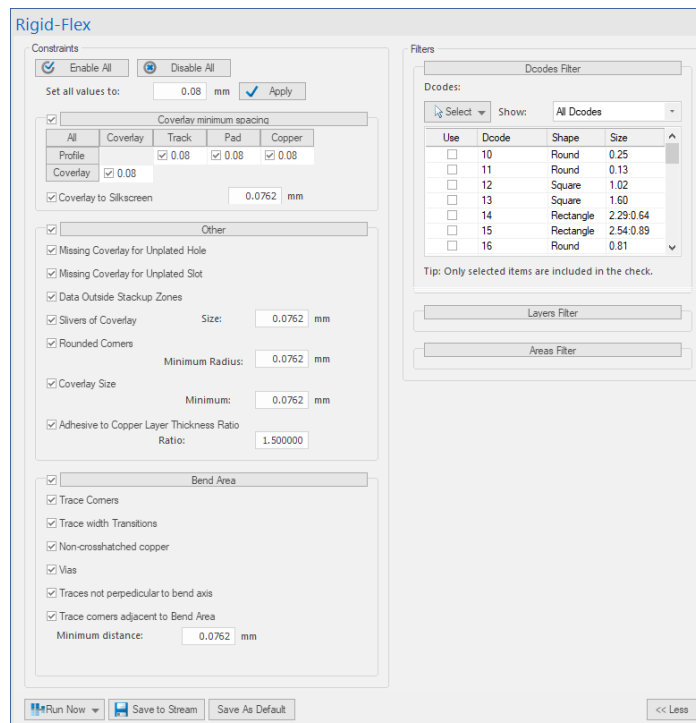 Rigid-Flex
Constraints
Enable All
Disable All
Set all values to:
0.08 mm
Apply
Coverlay minimum spacing
All Coverlay Track Pad Copper
Profile 0.08 0.08 0.08
Coverlay 0.08
Coverlay to Silkscreen 0.0762 mm
Other
Missing Coverlay for Unplated Hole
Missing Coverlay for Unplated Slot
Data Outside Stackup Zones
Slivers of Coverlay Size: 0.0762 mm
Rounded Corners
Minimum Radius: 0.0762 mm
Coverlay Size
Minimum: 0.0762 mm
Adhesive to Copper Layer Thickness Ratio
Ratio: 1.500000
Bend Area
Trace Corners
Trace width Transitions
Non-crosshatched copper
Vias
Traces not perpedicular to bend axis
Trace corners adjacent to Bend Area
Minimum distance: 0.0762 mm
Filters
Dcodes Filter
Dcodes:
Select Show: All Dcodes
Use Dcode Shape Size
10 Round 0.25
11 Round 0.13
12 Square 1.02
13 Square 1.60
14 Rectangle 2.29:0.64
15 Rectangle 2.54:0.89
16 Round 0.81
Tip: Only selected items are included in the check.
Layers Filter
Areas Filter
Run Now
Save to Stream
Save As Default
<< Less